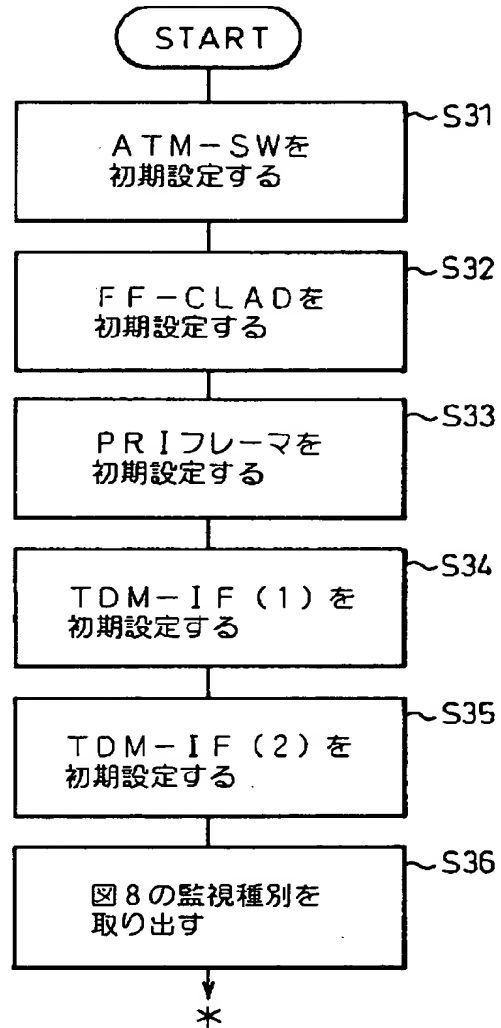 START
S31
ATM-SWを
初期設定する
S32
FF-CLADを
初期設定する
S33
PRIフレーマを
初期設定する
S34
TDM-IF(1)を
初期設定する
S35
TDM-IF(2)を
初期設定する
S36
図8の監視種別を
取り出す
*